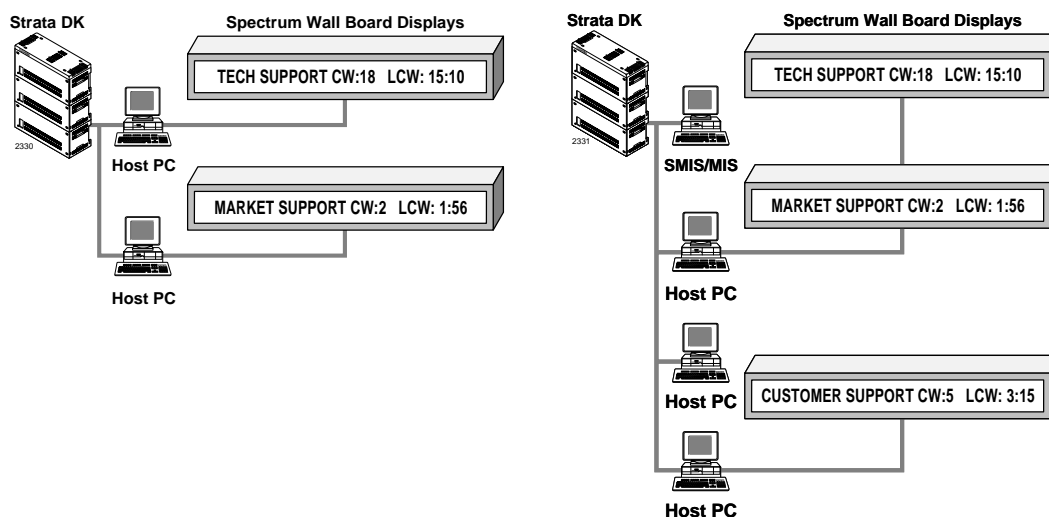 Strata DK
Spectrum Wall Board Displays
TECH SUPPORT CW:18 LCW: 15:10
2330
Host PC
MARKET SUPPORT CW:2 LCW: 1:56
Host PC
Strata DK
Spectrum Wall Board Displays
TECH SUPPORT CW:18 LCW: 15:10
2331
SMIS/MIS
MARKET SUPPORT CW:2 LCW: 1:56
Host PC
Host PC
CUSTOMER SUPPORT CW:5 LCW: 3:15
Host PC